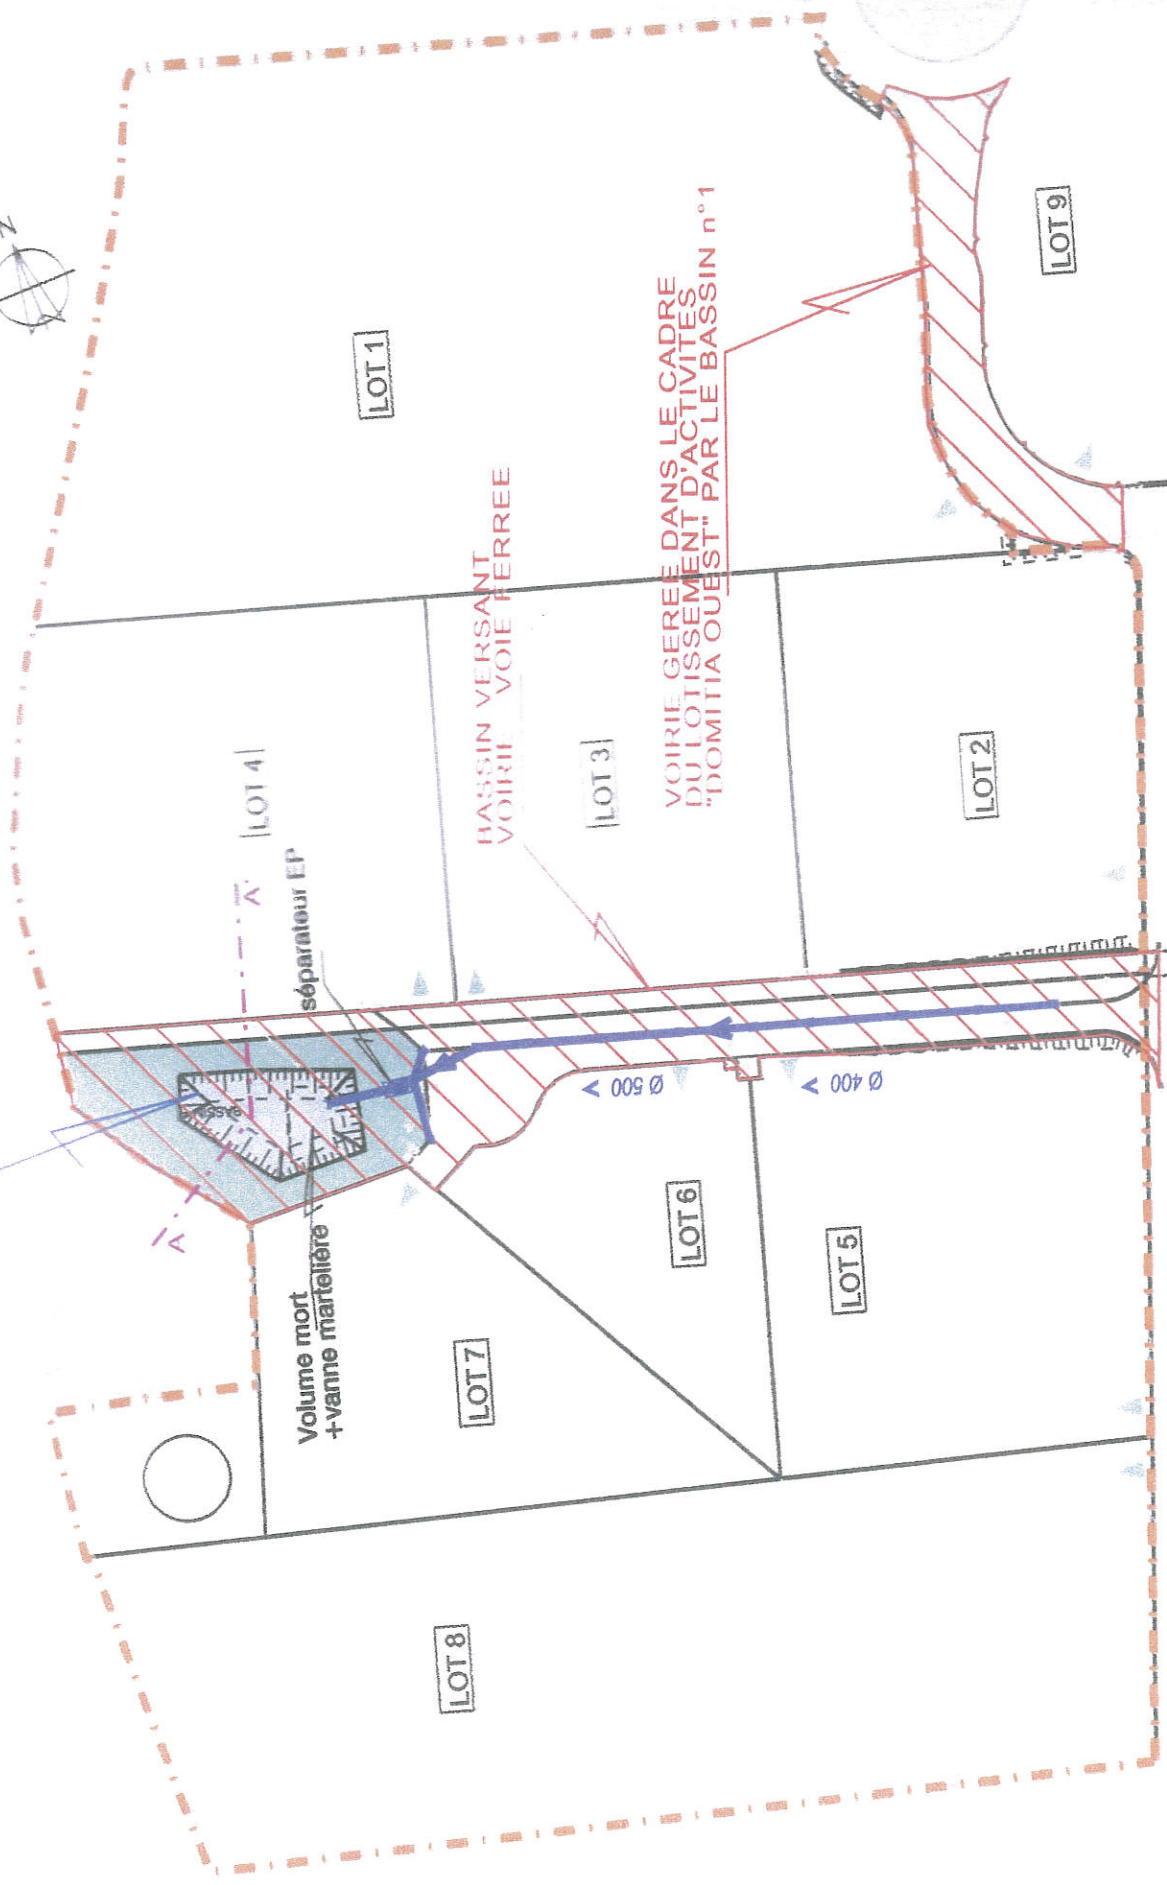 N
LOT 1
LOT 9
VOIRIE GEREE DANS LE CADRE
DU LOTISSEMENT D'ACTIVITES
"DOMITIA OUEST" PAR LE BASSIN n°1
BASSIN VERSANT
VOIRIE VOIE FERREE
LOT 4
LOT 3
LOT 2
A'
séparateur EP
BASSIN
A
Volume mort
+vanne martelière
Ø 500
Ø 400
LOT 6
LOT 5
LOT 7
LOT 8